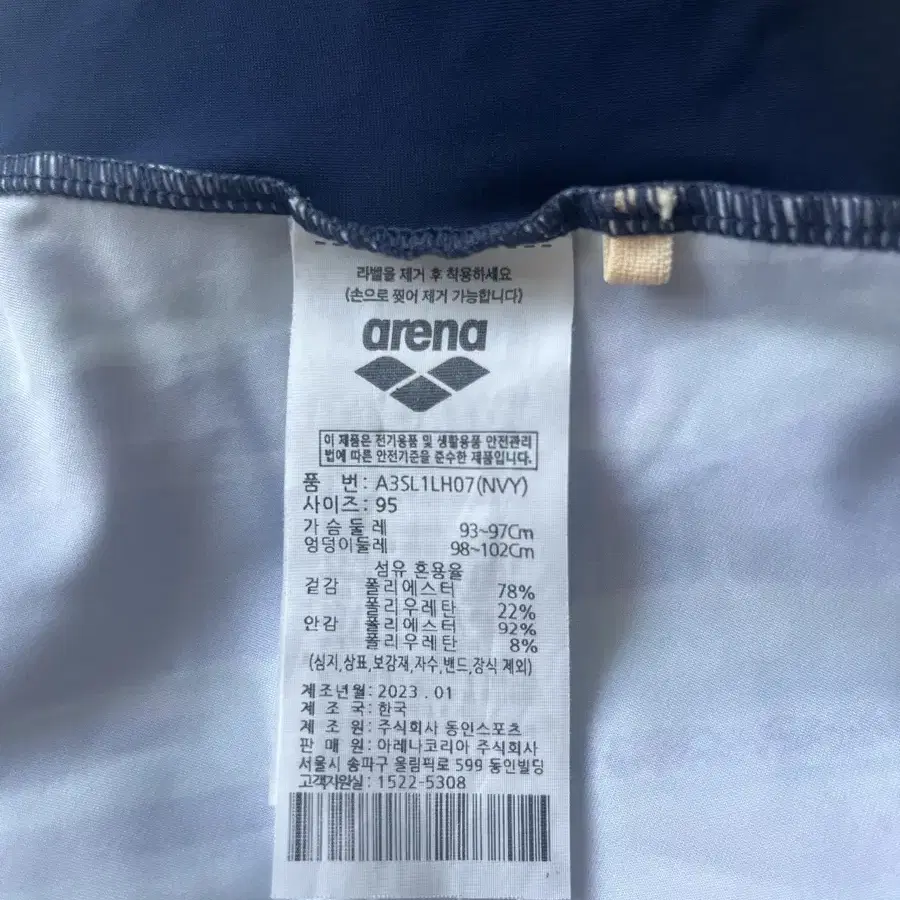 라벨을 제거 후 착용하세요
(손으로 찢어 제거 가능합니다)
arena
이 제품은 전기용품 및 생활용품 안전관리
법에 따른 안전기준을 준수한 제품입니다.
품 번: A3SL1LH07(NVY)
사이즈: 95
가슴둘레 93~97Cm
엉덩이둘레 98~102Cm
섬유 혼용율
겉감 폴리에스터 78%
폴리우레탄 22%
안감 폴리에스터 92%
폴리우레탄 8%
(심지,상표,보강재,자수,밴드,장식 제외)
제조년월: 2023 . 01
제 조 국: 한국
제 조 원: 주식회사 동인스포츠
판 매 원: 아레나코리아 주식회사
서울시 송파구 올림픽로 599 동인빌딩
고객지원실: 1522-5308